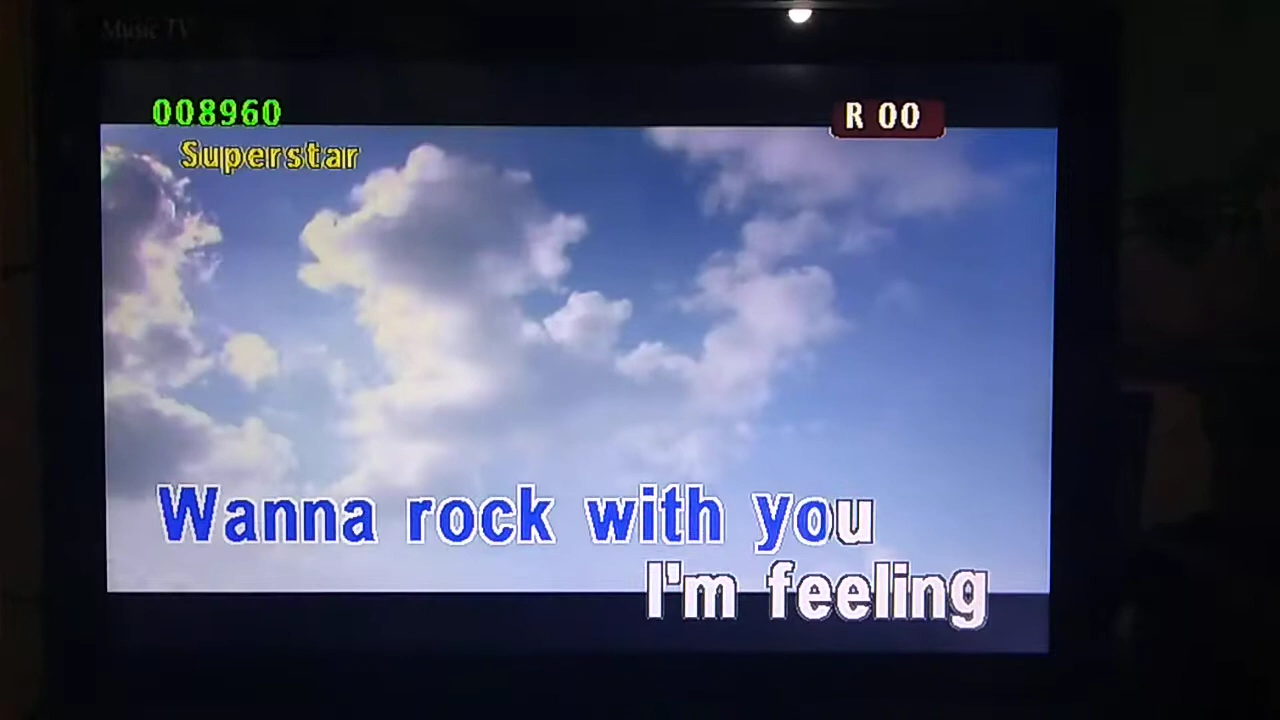 Music TV
008960
R 00
Superstar
Wanna rock with you
I'm feeling